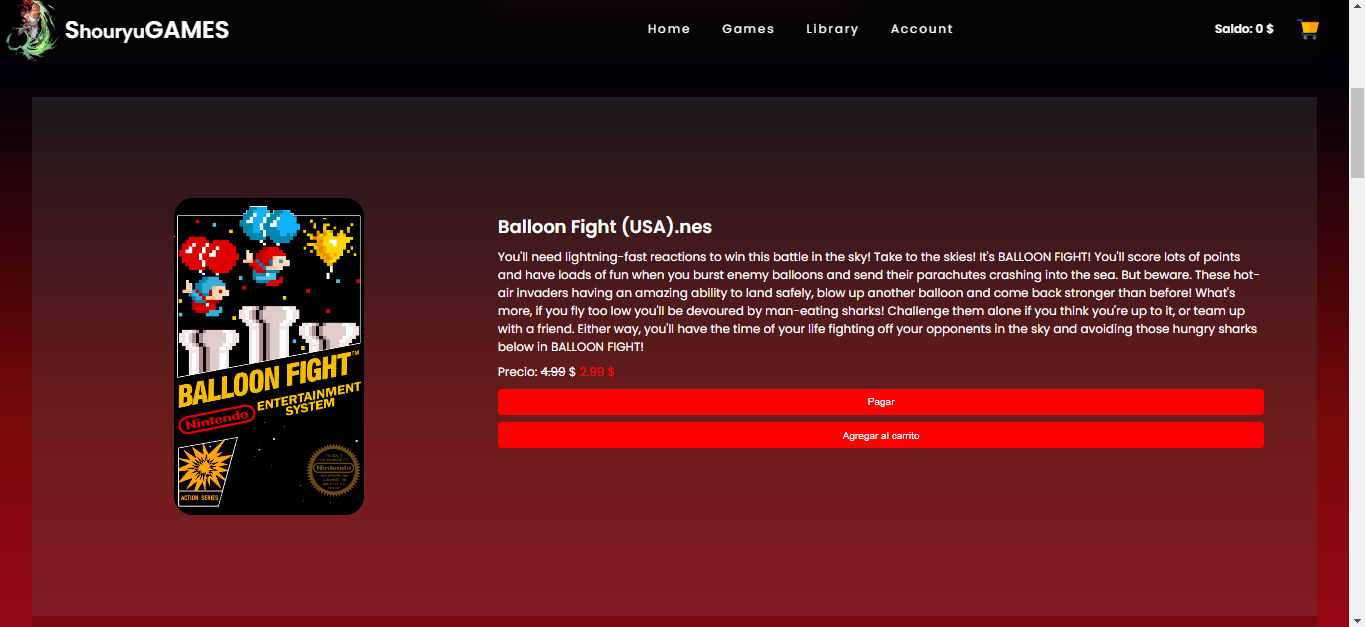 ShouryuGAMES
Home Games Library Account
Saldo: 0 $
BALLOON FIGHT™
Nintendo ENTERTAINMENT
SYSTEM
Nintendo
ACTION SERIES
Balloon Fight (USA).nes
You'll need lightning-fast reactions to win this battle in the sky! Take to the skies! It's BALLOON FIGHT! You'll score lots of points
and have loads of fun when you burst enemy balloons and send their parachutes crashing into the sea. But beware. These hot-
air invaders having an amazing ability to land safely, blow up another balloon and come back stronger than before! What's
more, if you fly too low you'll be devoured by man-eating sharks! Challenge them alone if you think you're up to it, or team up
with a friend. Either way, you'll have the time of your life fighting off your opponents in the sky and avoiding those hungry sharks
below in BALLOON FIGHT!
Precio: 4.99 $ 2.99 $
Pagar
Agregar al carrito